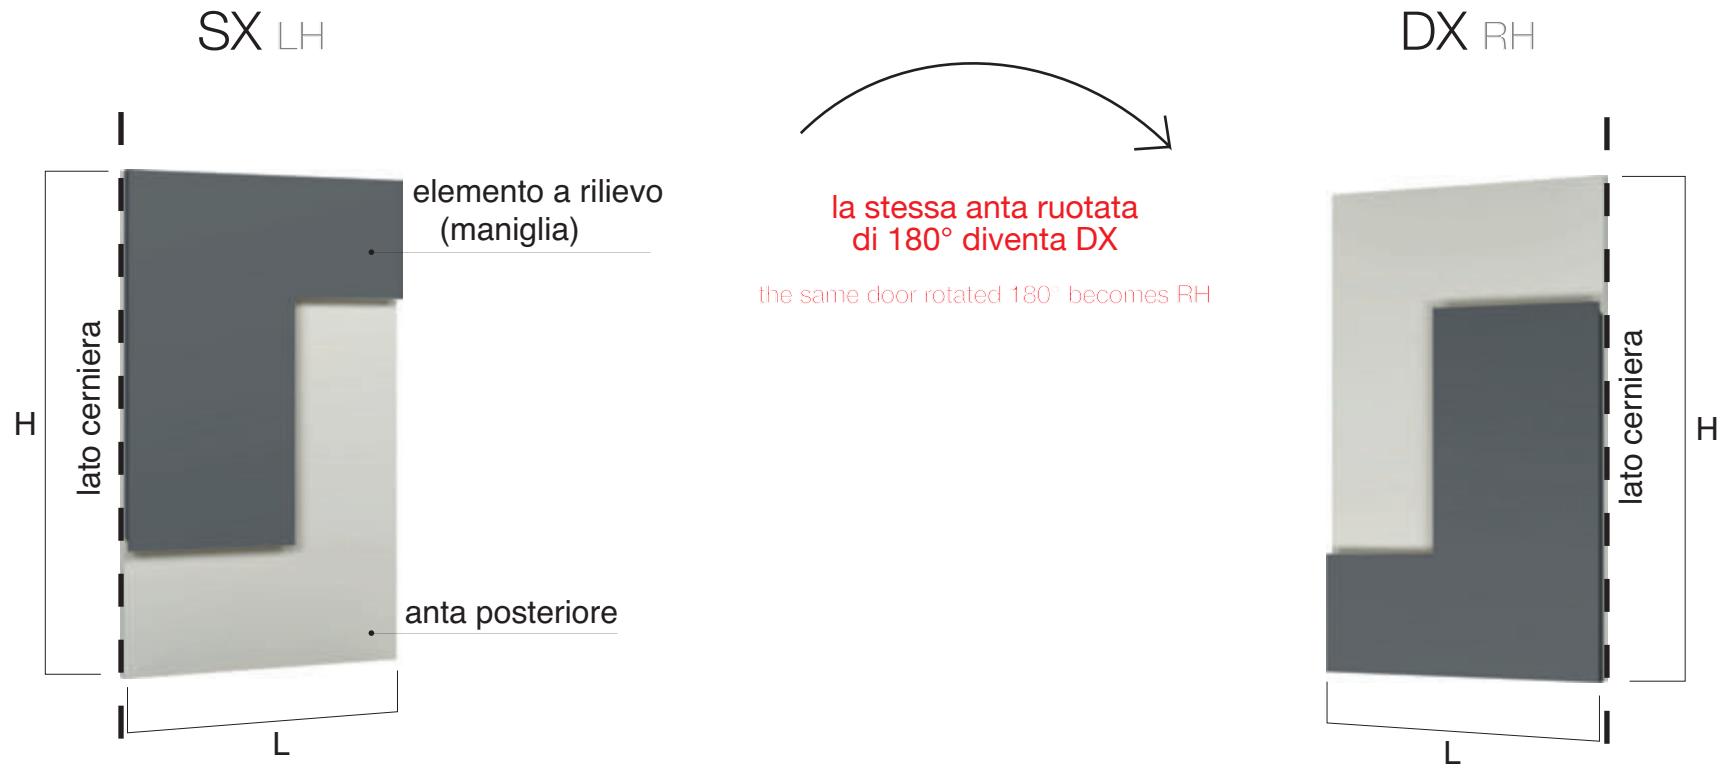 SX LH
DX RH
elemento a rilievo
(maniglia)
la stessa anta ruotata
di 180° diventa DX
the same door rotated 180° becomes RH
lato cerniera
H
anta posteriore
L
lato cerniera
H
L